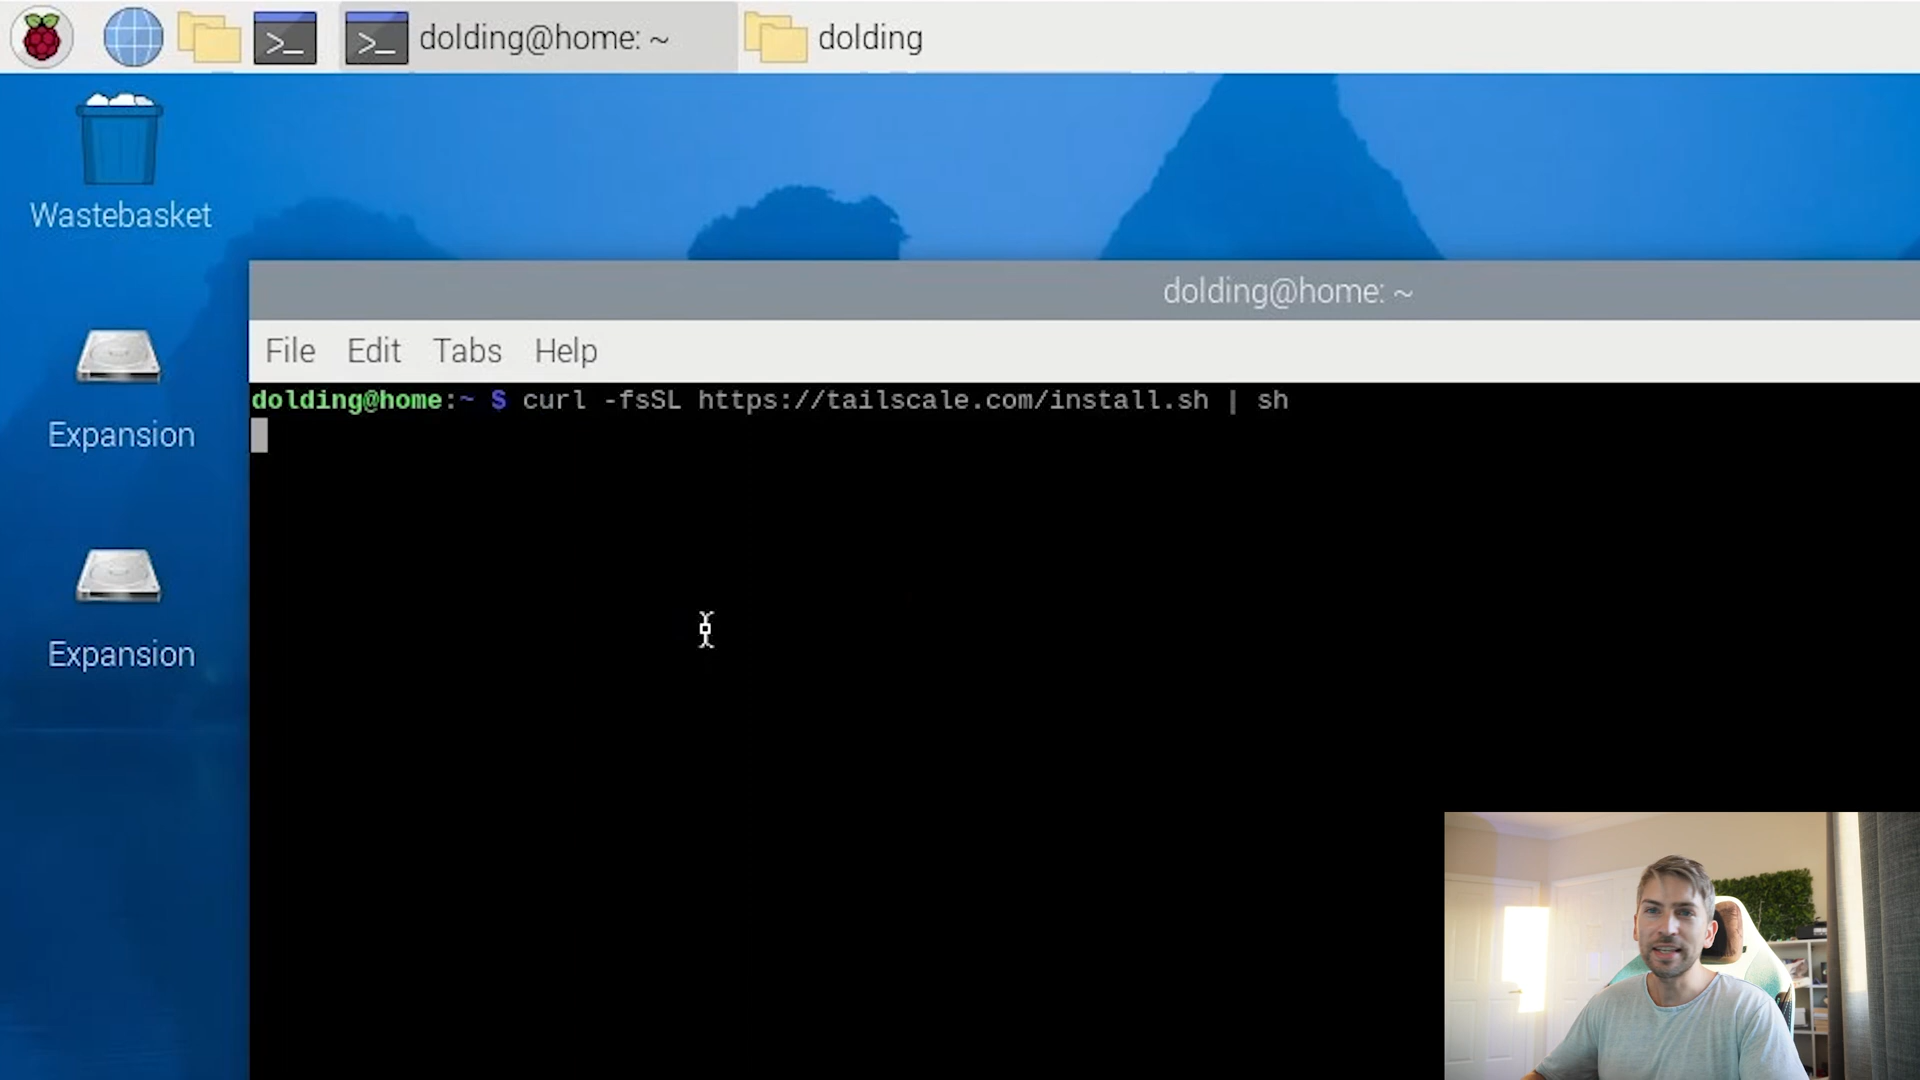 dolding@home: ~
dolding
Wastebasket
Expansion
Expansion
dolding@home: ~
File Edit Tabs Help
dolding@home:~ $ curl -fsSL https://tailscale.com/install.sh | sh